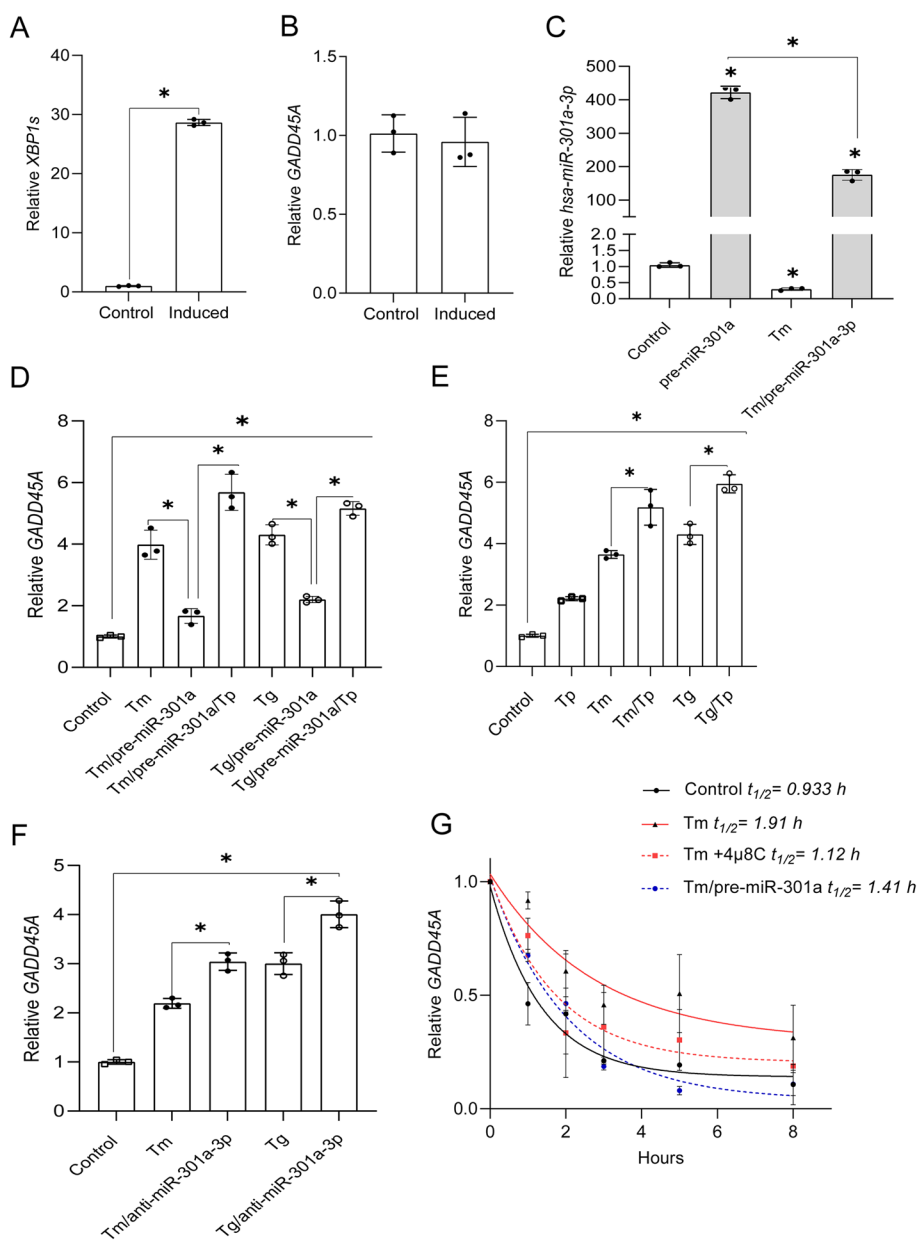 A
Relative XBP1s
40
30
20
10
0
*
Control
Induced
B
Relative GADD45A
1.5
1.0
0.5
0.0
Control
Induced
C
Relative hsa-miR-301a-3p
500
400
300
200
100
2.0
1.5
1.0
0.5
0.0
*
*
*
*
Control
pre-miR-301a
Tm
Tm/pre-miR-301a-3p
D
Relative GADD45A
8
6
4
2
0
*
*
*
*
*
Control
Tm
Tm/pre-miR-301a
Tm/pre-miR-301a/Tp
Tg
Tg/pre-miR-301a
Tg/pre-miR-301a/Tp
E
Relative GADD45A
8
6
4
2
0
*
*
*
Control
Tp
Tm
Tm/Tp
Tg
Tg/Tp
F
Relative GADD45A
5
4
3
2
1
0
*
*
*
Control
Tm
Tm/anti-miR-301a-3p
Tg
Tg/anti-miR-301a-3p
G
Control t1/2= 0.933 h
Tm t1/2= 1.91 h
Tm +4μ8C t1/2= 1.12 h
Tm/pre-miR-301a t1/2= 1.41 h
Relative GADD45A
1.0
0.5
0.0
0
2
4
6
8
Hours